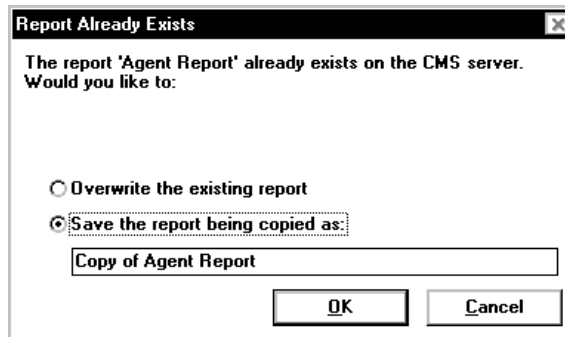 Report Already Exists
The report 'Agent Report' already exists on the CMS server.
Would you like to:
Overwrite the existing report
Save the report being copied as:
Copy of Agent Report
OK Cancel